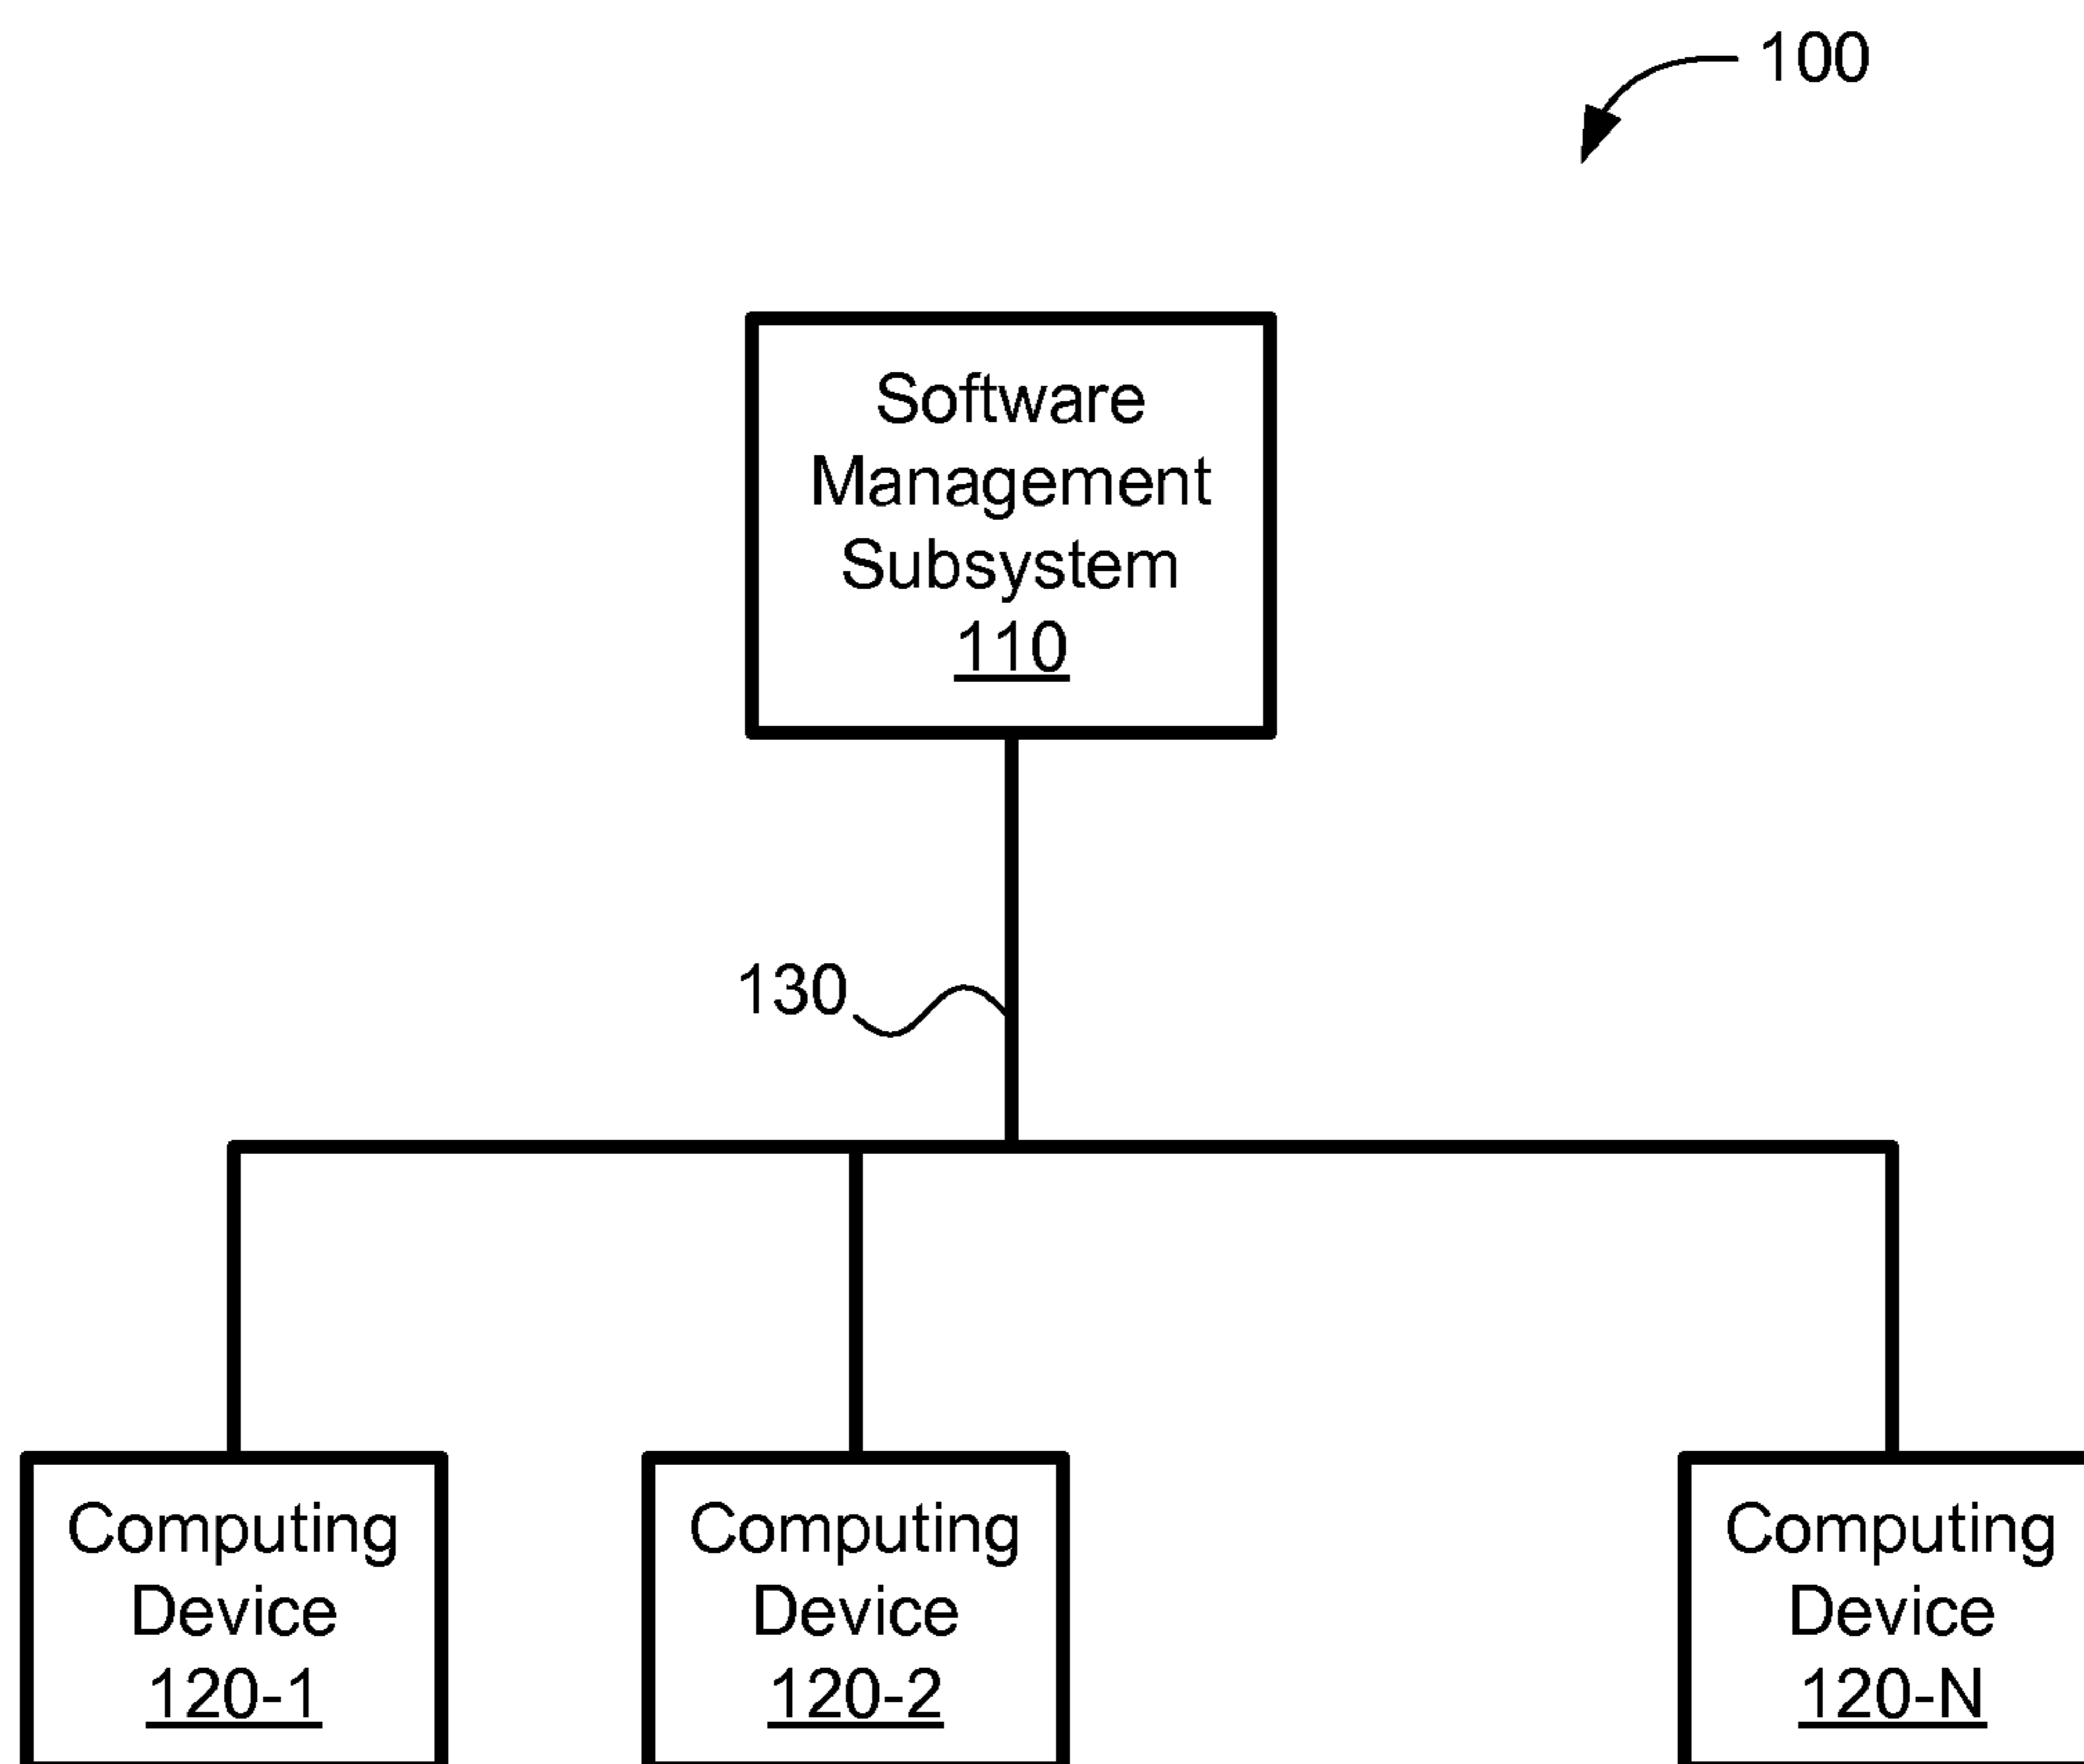 100
Software
Management
Subsystem
110
130
Computing
Device
120-1
Computing
Device
120-2
Computing
Device
120-N